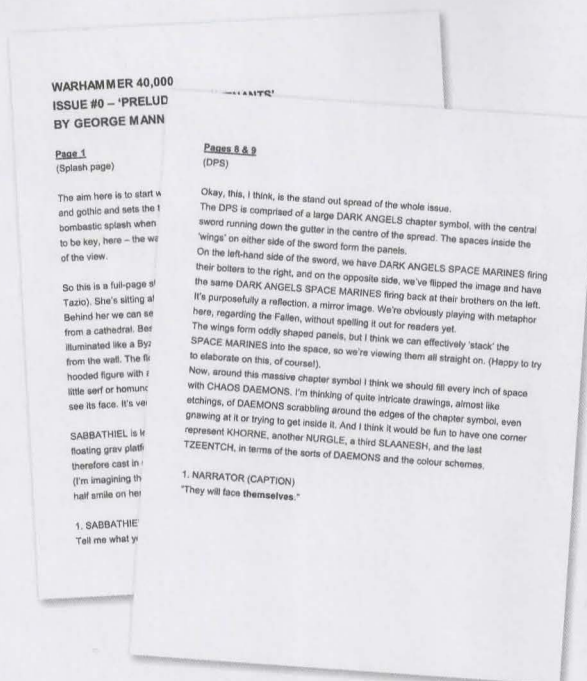 WARHAMMER 40,000
ISSUE #0 – 'PRELUD
BY GEORGE MANN
Page 1
(Splash page)
The aim here is to start w
and gothic and sets the t
bombastic splash when
to be key, here – the wa
of the view.
So this is a full-page s
Tazio). She's sitting a
Behind her we can se
from a cathedral. Bes
illuminated like a Byz
from the wall. The fl
hooded figure with
little serf or homunc
see its face. It's ver
SABBATHIEL is
floating grav platf
therefore cast in
(I'm imagining th
half smile on her
1. SABBATHIE
Tell me what y
Pages 8 & 9
(DPS)
Okay, this, I think, is the stand out spread of the whole issue.
The DPS is comprised of a large DARK ANGELS chapter symbol, with the central
sword running down the gutter in the centre of the spread. The spaces inside the
'wings' on either side of the sword form the panels.
On the left-hand side of the sword, we have DARK ANGELS SPACE MARINES firing
their bolters to the right, and on the opposite side, we've flipped the image and have
the same DARK ANGELS SPACE MARINES firing back at their brothers on the left.
It's purposefully a reflection, a mirror image. We're obviously playing with metaphor
here, regarding the Fallen, without spelling it out for readers yet.
The wings form oddly shaped panels, but I think we can effectively 'stack' the
SPACE MARINES into the space, so we're viewing them all straight on. (Happy to try
to elaborate on this, of course!).
Now, around this massive chapter symbol I think we should fill every inch of space
with CHAOS DAEMONS. I'm thinking of quite intricate drawings, almost like
etchings, of DAEMONS scrabbling around the edges of the chapter symbol, even
gnawing at it or trying to get inside it. And I think it would be fun to have one corner
represent KHORNE, another NURGLE, a third SLAANESH, and the last
TZEENTCH, in terms of the sorts of DAEMONS and the colour schemes.
1. NARRATOR (CAPTION)
"They will face themselves."